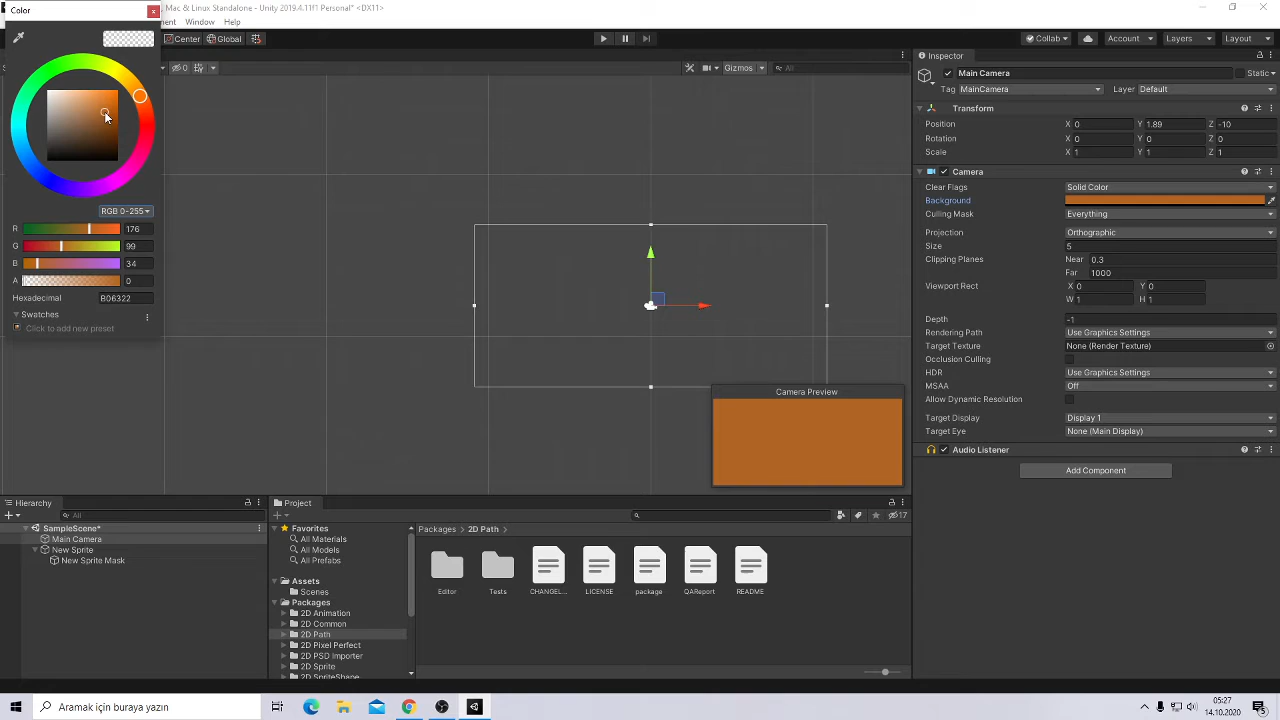 Color
Mac & Linux Standalone - Unity 2019.4.11f1 Personal* <DX11>
Window Help
Center Global
Collab Account Layers Layout
0
Gizmos All
RGB 0-255
R 176
G 99
B 34
A 0
Hexadecimal B06322
Swatches
Click to add new preset
Camera Preview
Inspector
Main Camera Static
Tag MainCamera Layer Default
Transform
Position X 0 Y 1.89 Z -10
Rotation X 0 Y 0 Z 0
Scale X 1 Y 1 Z 1
Camera
Clear Flags Solid Color
Background
Culling Mask Everything
Projection Orthographic
Size 5
Clipping Planes Near 0.3
Far 1000
Viewport Rect X 0 Y 0
W 1 H 1
Depth -1
Rendering Path Use Graphics Settings
Target Texture None (Render Texture)
Occlusion Culling
HDR Use Graphics Settings
MSAA Off
Allow Dynamic Resolution
Target Display Display 1
Target Eye None (Main Display)
Audio Listener
Add Component
Hierarchy
All
SampleScene*
Main Camera
New Sprite
New Sprite Mask
Project
17
Favorites
All Materials
All Models
All Prefabs
Assets
Scenes
Packages
2D Animation
2D Common
2D Path
2D Pixel Perfect
2D PSD Importer
2D Sprite
2D SpriteShape
Packages > 2D Path >
Editor Tests CHANGEL... LICENSE package QAReport README
Aramak için buraya yazın
05:27
14.10.2020
5